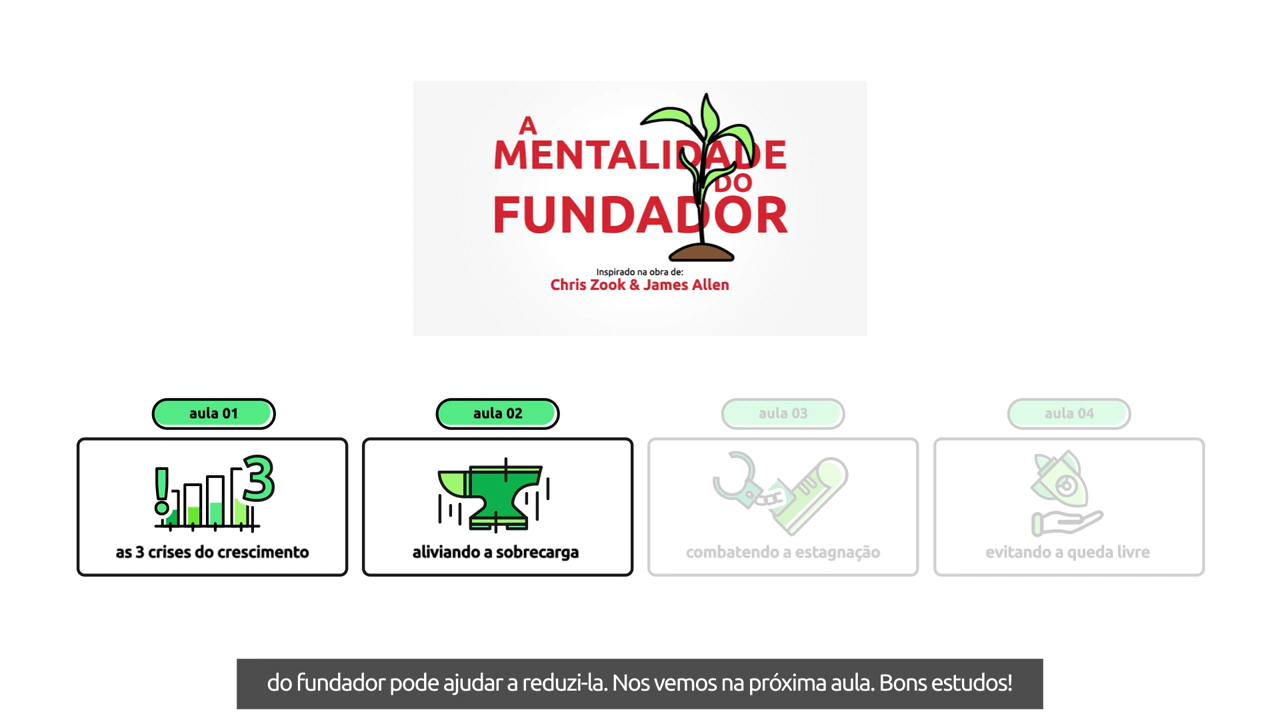 A
MENTALIDADE
DO
FUNDADOR
Inspirado na obra de:
Chris Zook & James Allen
aula 01
aula 02
aula 03
aula 04
! 3
as 3 crises do crescimento
aliviando a sobrecarga
combatendo a estagnação
evitando a queda livre
do fundador pode ajudar a reduzi-la. Nos vemos na próxima aula. Bons estudos!